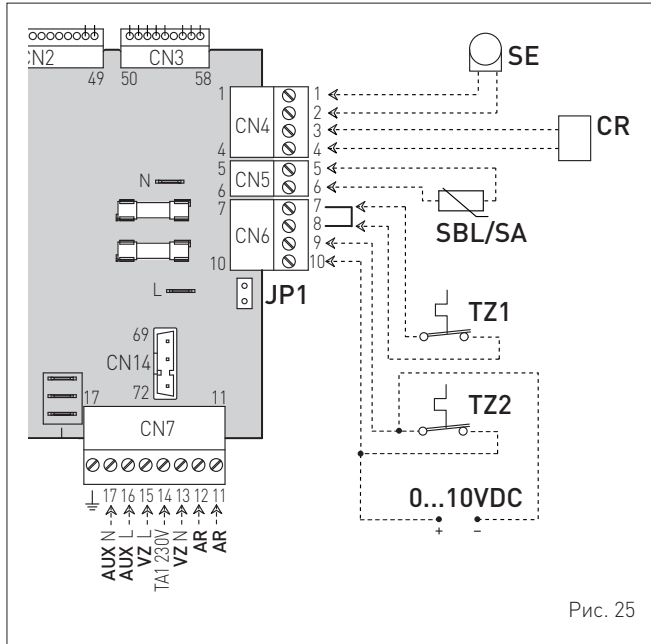 CN2 CN3
49 50 58
SE
1 CN4 1
2
3
4 4
CR
5 CN5 5
6 6
SBL/SA
N
7 CN6 7
8
9
10 10
L JP1
TZ1
69
CN14
72
TZ2
17 11
CN7
0...10VDC
+ −
17 16 15 14 13 12 11
AUX N
AUX L
VZ L
TA1 230V
VZ N
AR
AR
Рис. 25